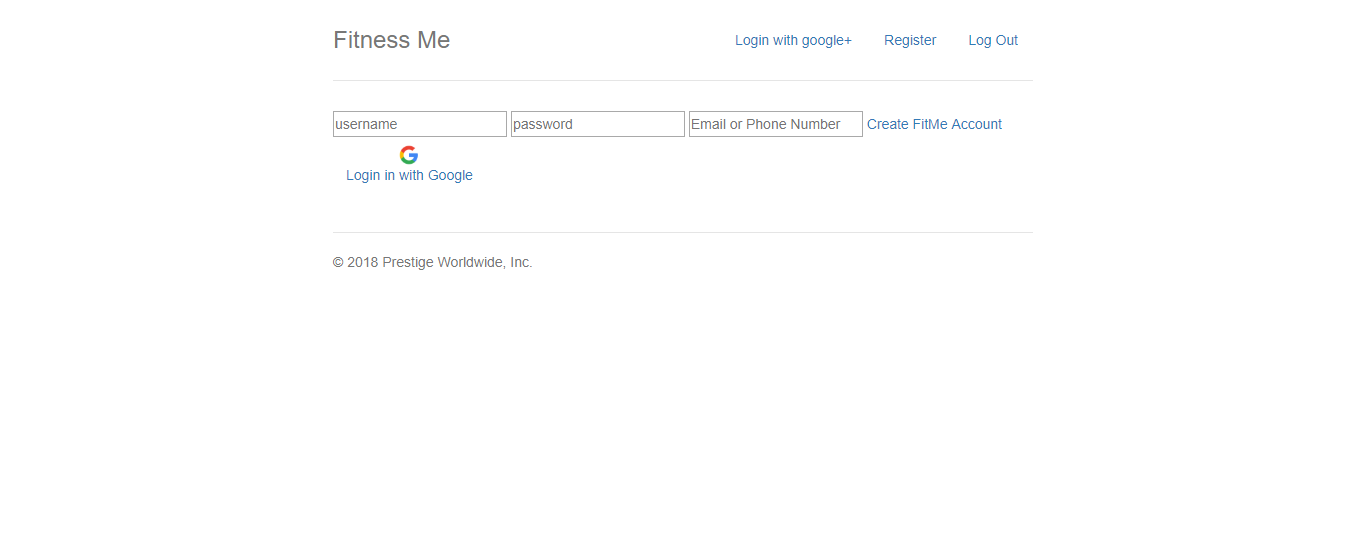 Fitness Me Login with google+ Register Log Out
username password Email or Phone Number Create FitMe Account
Login in with Google
© 2018 Prestige Worldwide, Inc.